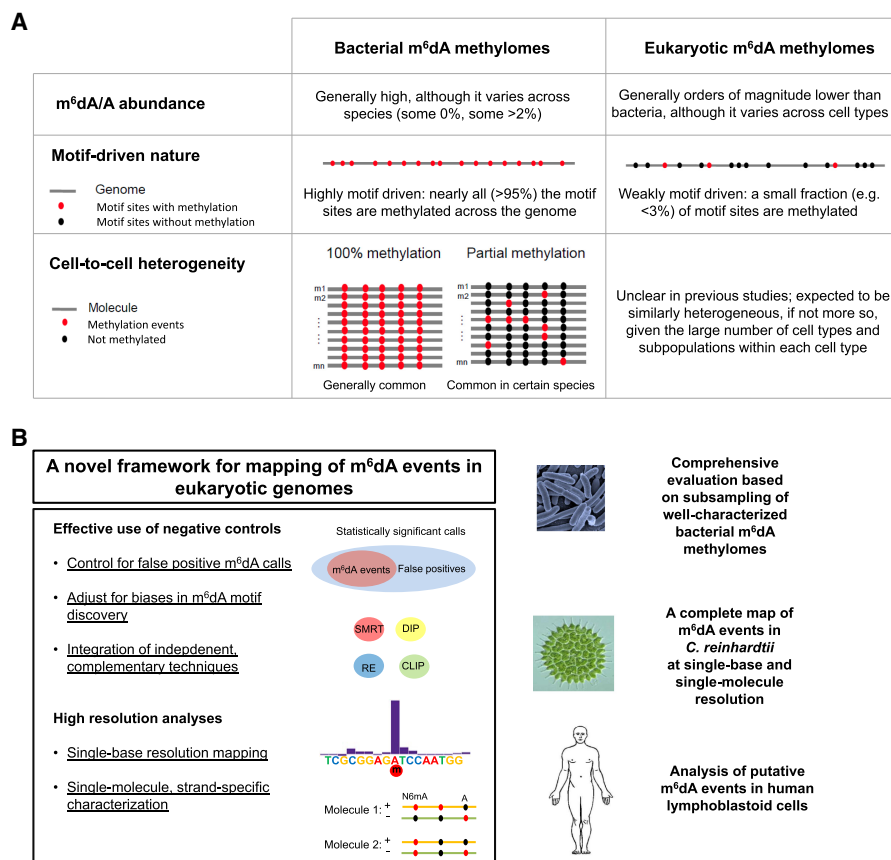 A
Bacterial m⁶dA methylomes
Eukaryotic m⁶dA methylomes
m⁶dA/A abundance
Generally high, although it varies across
species (some 0%, some >2%)
Generally orders of magnitude lower than
bacteria, although it varies across cell types
Motif-driven nature
Genome
Motif sites with methylation
Motif sites without methylation
Highly motif driven: nearly all (>95%) the motif
sites are methylated across the genome
Weakly motif driven: a small fraction (e.g.
<3%) of motif sites are methylated
Cell-to-cell heterogeneity
Molecule
Methylation events
Not methylated
100% methylation
m1
m2
mn
Generally common
Partial methylation
m1
m2
mn
Common in certain species
Unclear in previous studies; expected to be
similarly heterogeneous, if not more so,
given the large number of cell types and
subpopulations within each cell type
B
A novel framework for mapping of m⁶dA events in
eukaryotic genomes
Effective use of negative controls
• Control for false positive m⁶dA calls
• Adjust for biases in m⁶dA motif
discovery
• Integration of indepdenent,
complementary techniques
Statistically significant calls
m⁶dA events
False positives
SMRT
DIP
RE
CLIP
High resolution analyses
• Single-base resolution mapping
• Single-molecule, strand-specific
characterization
TCGCGGAGATCCAATGG
m
N6mA
A
Molecule 1: +
-
Molecule 2: +
-
Comprehensive
evaluation based
on subsampling of
well-characterized
bacterial m⁶dA
methylomes
A complete map of
m⁶dA events in
C. reinhardtii
at single-base and
single-molecule
resolution
Analysis of putative
m⁶dA events in human
lymphoblastoid cells